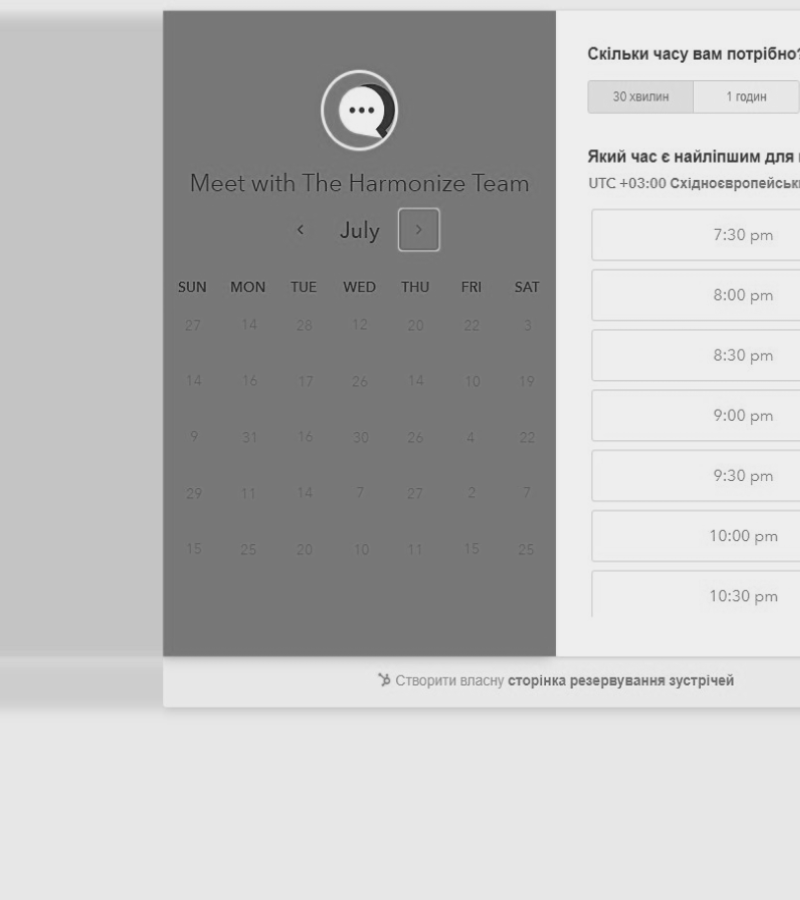 Meet with The Harmonize Team
July
SUN MON TUE WED THU FRI SAT
27 14 28 12 20 22 3
14 16 17 26 14 10 19
9 31 16 30 26 4 22
29 11 14 7 27 2 7
15 25 20 10 11 15 25
Скільки часу вам потрібно?
30 хвилин 1 годин
Який час є найліпшим для
UTC +03:00
7:30 pm
8:00 pm
8:30 pm
9:00 pm
9:30 pm
10:00 pm
10:30 pm
Створити власну сторінка резервування зустрічей